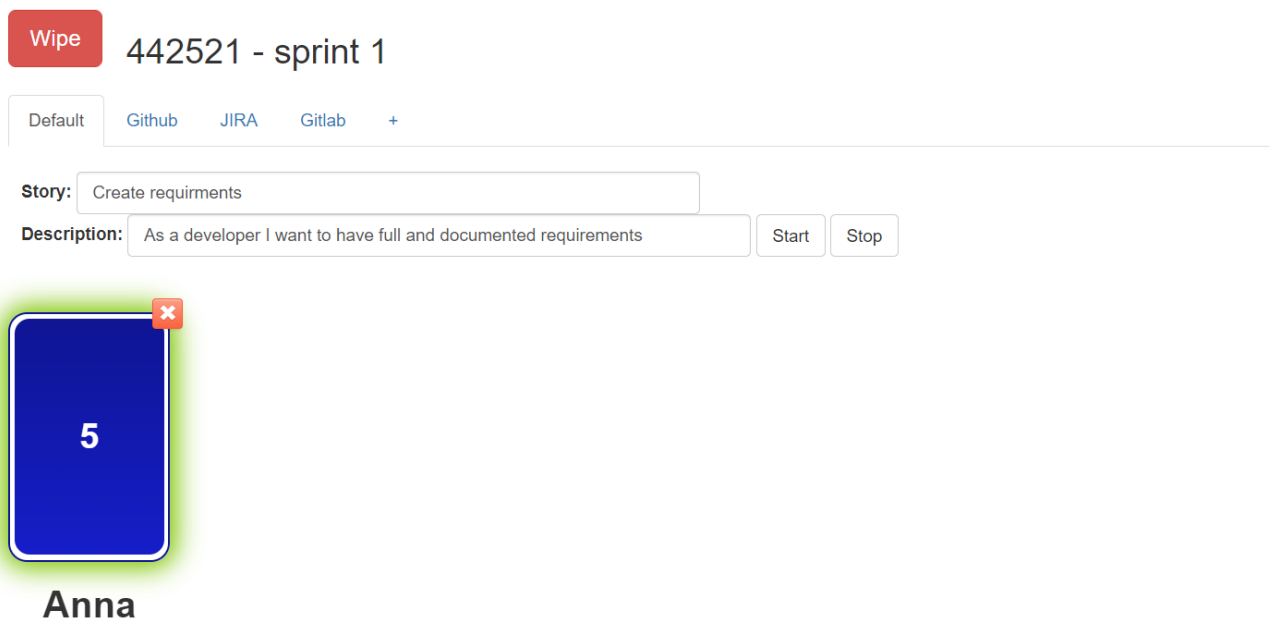 Wipe 442521 - sprint 1
Default Github JIRA Gitlab +
Story: Create requirments
Description: As a developer I want to have full and documented requirements Start Stop
5
Anna